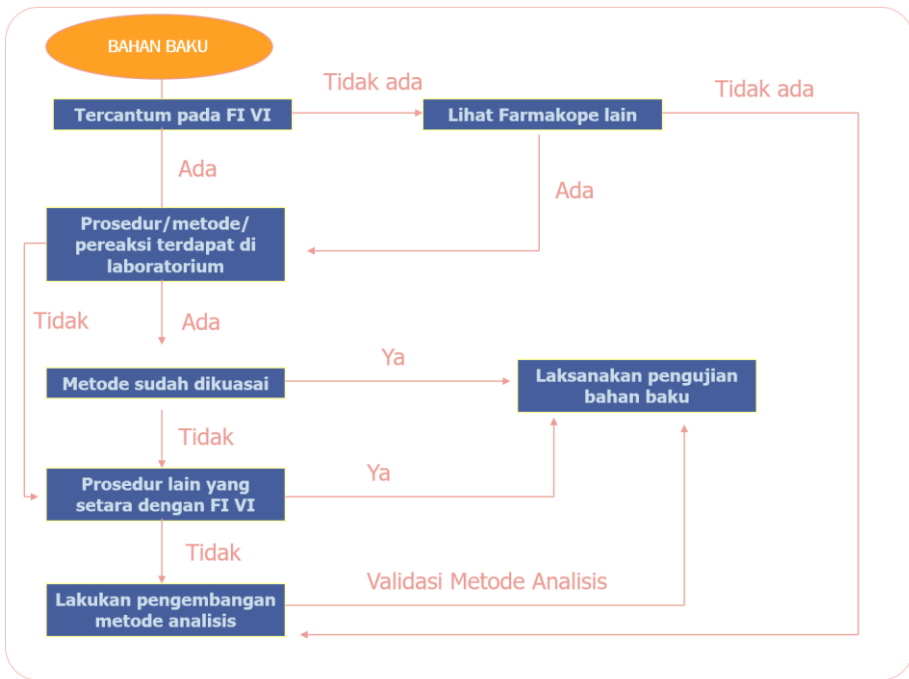 BAHAN BAKU
Tidak ada
Tidak ada
Tercantum pada FI VI
Lihat Farmakope lain
Ada
Ada
Prosedur/metode/
pereaksi terdapat di
laboratorium
Tidak
Ada
Ya
Metode sudah dikuasai
Laksanakan pengujian
bahan baku
Tidak
Ya
Prosedur lain yang
setara dengan FI VI
Tidak
Validasi Metode Analisis
Lakukan pengembangan
metode analisis